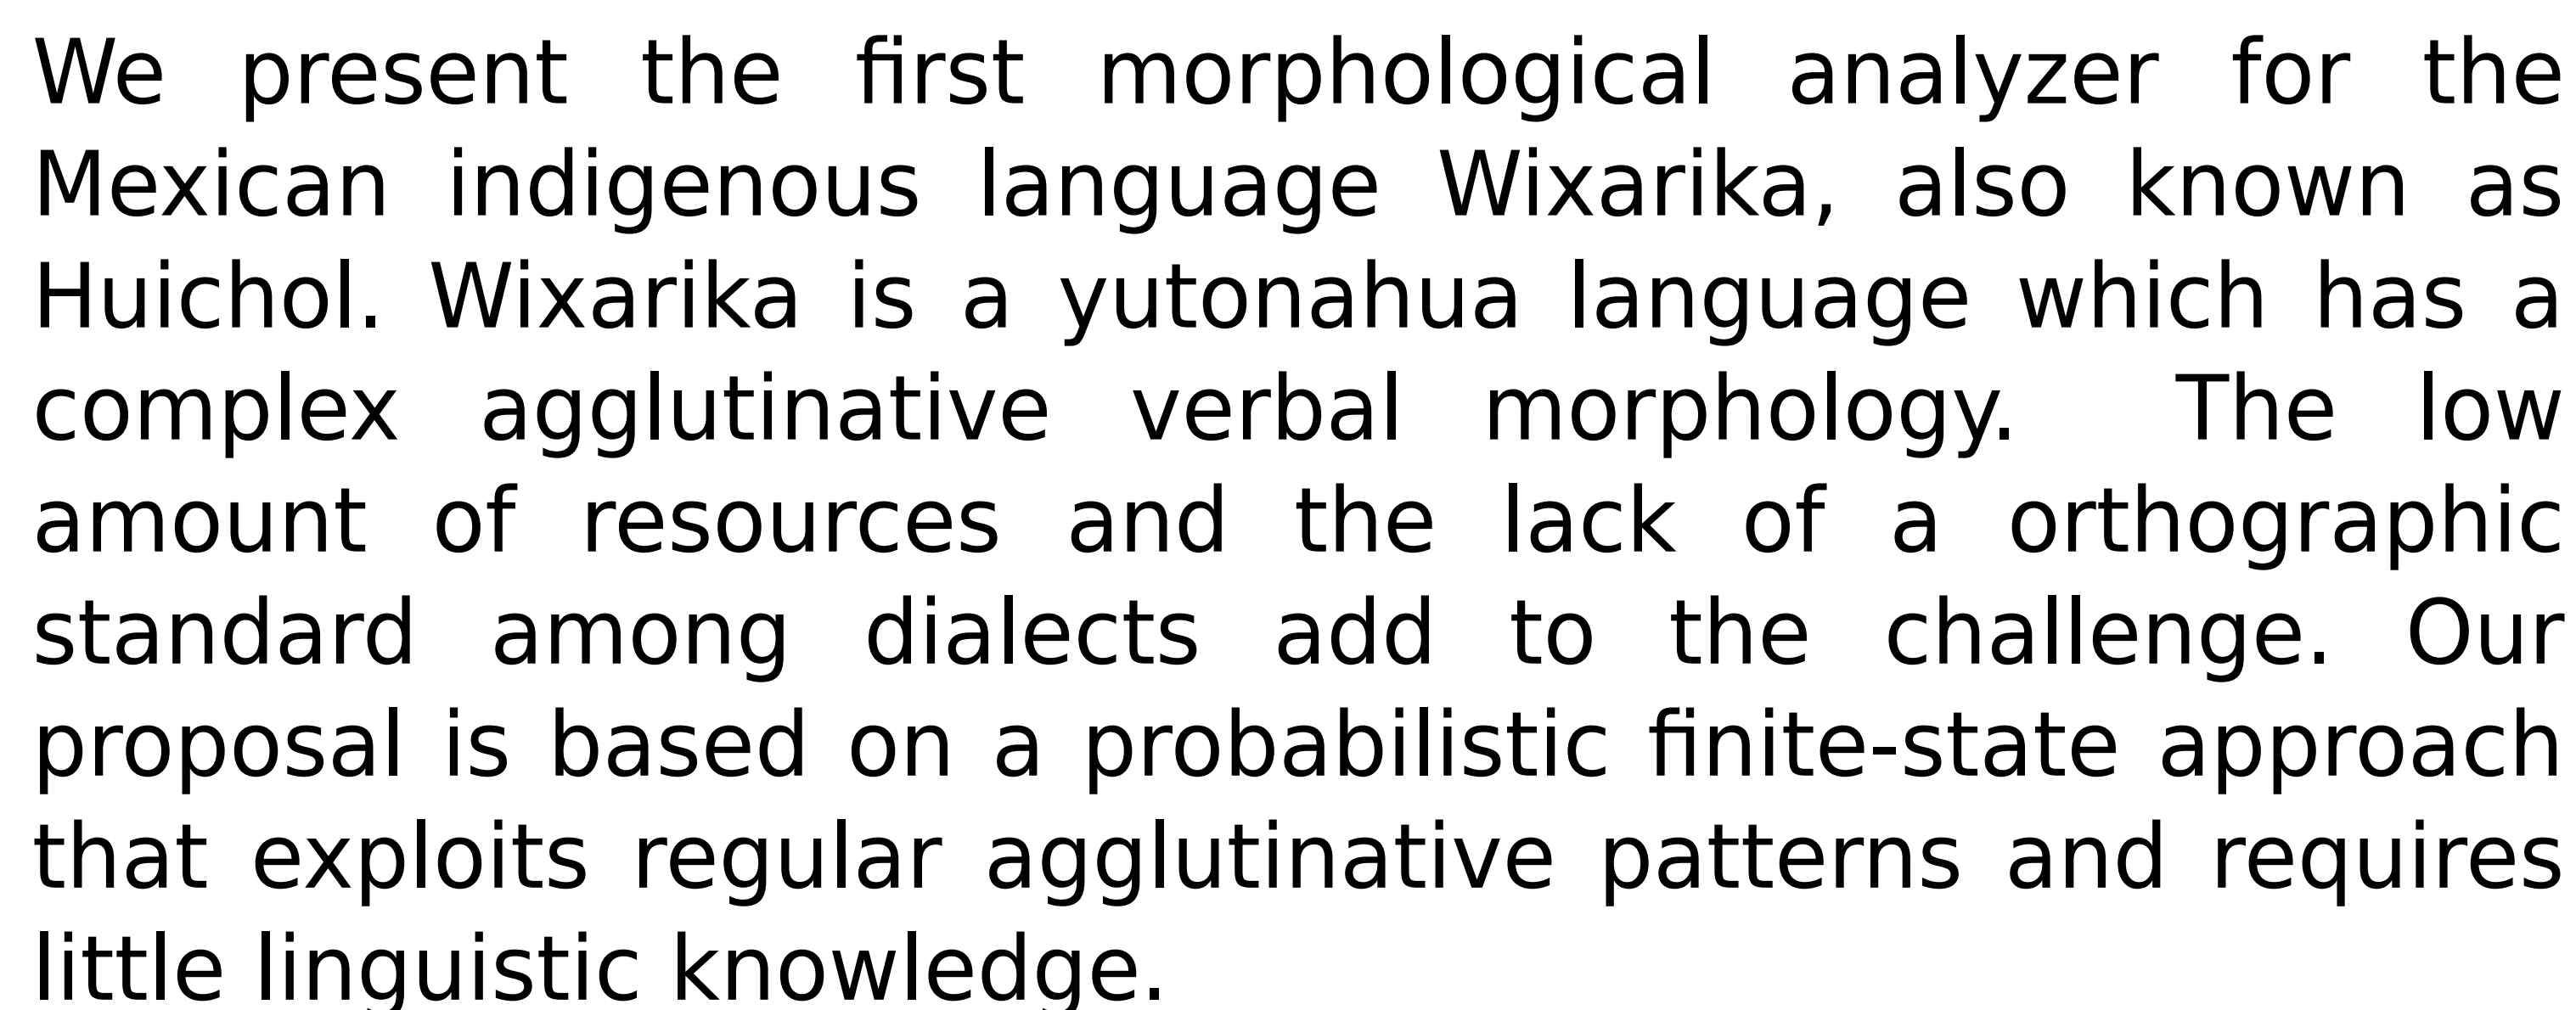 We present the first morphological analyzer for the
Mexican indigenous language Wixarika, also known as
Huichol. Wixarika is a yutonahua language which has a
complex agglutinative verbal morphology. The low
amount of resources and the lack of a orthographic
standard among dialects add to the challenge. Our
proposal is based on a probabilistic finite-state approach
that exploits regular agglutinative patterns and requires
little linguistic knowledge.